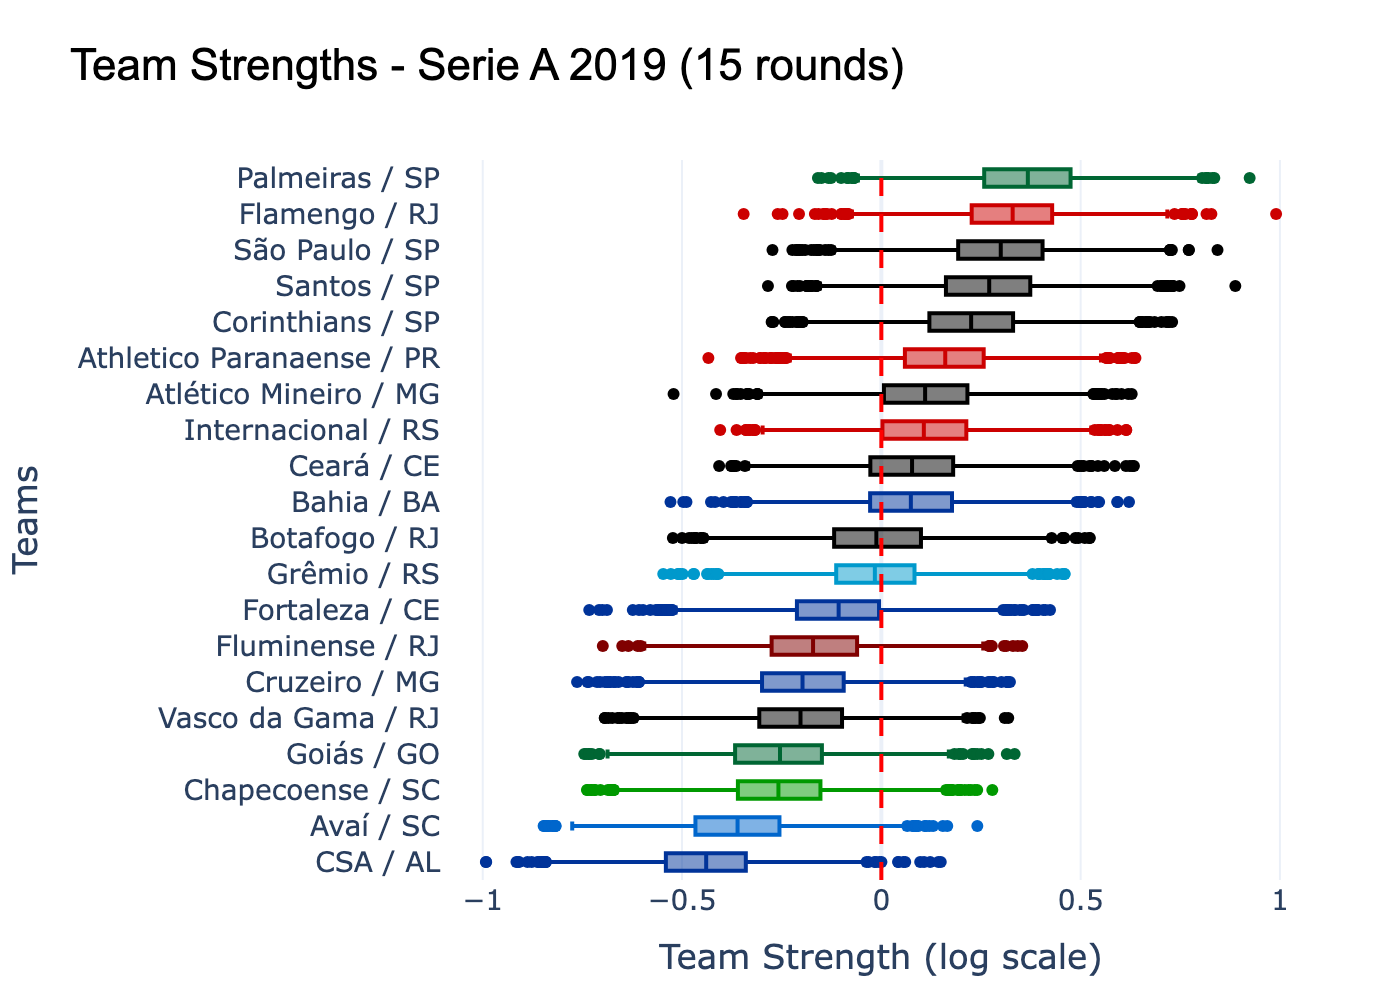 Team Strengths - Serie A 2019 (15 rounds)
Palmeiras / SP
Flamengo / RJ
São Paulo / SP
Santos / SP
Corinthians / SP
Athletico Paranaense / PR
Atlético Mineiro / MG
Internacional / RS
Ceará / CE
Bahia / BA
Botafogo / RJ
Grêmio / RS
Fortaleza / CE
Fluminense / RJ
Cruzeiro / MG
Vasco da Gama / RJ
Goiás / GO
Chapecoense / SC
Avaí / SC
CSA / AL
Teams
−1 −0.5 0 0.5 1
Team Strength (log scale)